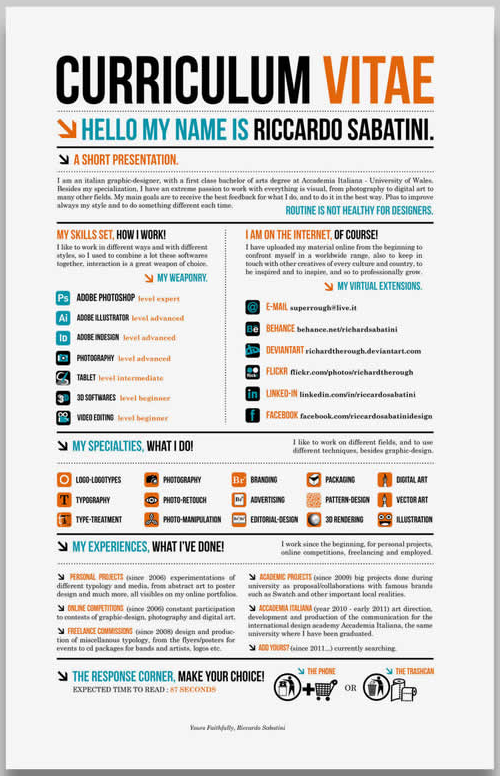 CURRICULUM VITAE
HELLO MY NAME IS RICCARDO SABATINI.
A SHORT PRESENTATION.
I am an italian graphic-designer, with a first class bachelor of arts degree at Accademia Italiana - University of Wales.
Besides my specialization, I have an extreme passion to work with everything is visual, from photography to digital art to
many other fields. My main goals are to receive the best feedback for what I do, and to do it in the best way. Plus to improve
always my style and to do something different each time.
ROUTINE IS NOT HEALTHY FOR DESIGNERS.
MY SKILLS SET, HOW I WORK!
I like to work in different ways and with different
styles, so I used to combine a lot these softwares
together, interaction is a great weapon of choice.
MY WEAPONRY.
Ps ADOBE PHOTOSHOP level expert
Ai ADOBE ILLUSTRATOR level advanced
ID ADOBE INDESIGN level advanced
PHOTOGRAPHY level advanced
TABLET level intermediate
3D 3D SOFTWARES level beginner
VIDEO EDITING level beginner
I AM ON THE INTERNET, OF COURSE!
I have uploaded my material online from the beginning to
confront myself in a worldwide range, also to keep in
touch with other creatives of every culture and country, to
be inspired and to inspire, and so to professionally grow.
MY VIRTUAL EXTENSIONS.
@ E-MAIL superrough@live.it
Bē BEHANCE behance.net/richardsabatini
DEVIANTART richardtherough.deviantart.com
FLICKR flickr.com/photos/richardtherough
in LINKED-IN linkedin.com/in/riccardosabatini
f FACEBOOK facebook.com/riccardosabatinidesign
MY SPECIALTIES, WHAT I DO!
I like to work on different fields, and to use
different techniques, besides graphic-design.
LOGO-LOGOTYPES PHOTOGRAPHY Br BRANDING PACKAGING DIGITAL ART
T TYPOGRAPHY PHOTO-RETOUCH ADVERTISING PATTERN-DESIGN VECTOR ART
TYPE-TREATMENT PHOTO-MANIPULATION EDITORIAL-DESIGN 3D RENDERING ILLUSTRATION
MY EXPERIENCES, WHAT I'VE DONE!
I work since the beginning, for personal projects,
online competitions, freelancing and employed.
PERSONAL PROJECTS (since 2006) experimentations of
different typology and media, from abstract art to poster
design and much more, all visibles on my online portfolios.
ONLINE COMPETITIONS (since 2006) constant participation
to contests of graphic-design, photography and digital art.
FREELANCE COMMISSIONS (since 2008) design and produc-
tion of miscellanous typology, from the flyers/posters for
events to cd packages for bands and artists, logos etc.
ACADEMIC PROJECTS (since 2009) big projects done during
university as proposal/collaborations with famous brands
such as Swatch and other important local realities.
ACCADEMIA ITALIANA (year 2010 - early 2011) art direction,
development and production of the communication for the
international design academy Accademia Italiana, the same
university where I have been graduated.
ADD YOURS? (since 2011...) currently searching.
THE RESPONSE CORNER, MAKE YOUR CHOICE!
EXPECTED TIME TO READ : 87 SECONDS
THE PHONE
OR
THE TRASHCAN
Yours Faithfully, Riccardo Sabatini